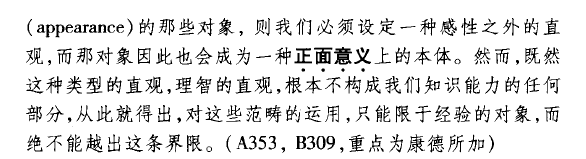 (appearance)的那些对象，则我们必须设定一种感性之外的直
观，而那对象因此也会成为一种正面意义上的本体。然而，既然
这种类型的直观，理智的直观，根本不构成我们知识能力的任何
部分，从此就得出，对这些范畴的运用，只能限于经验的对象，而
绝不能越出这条界限。(A353, B309，重点为康德所加)